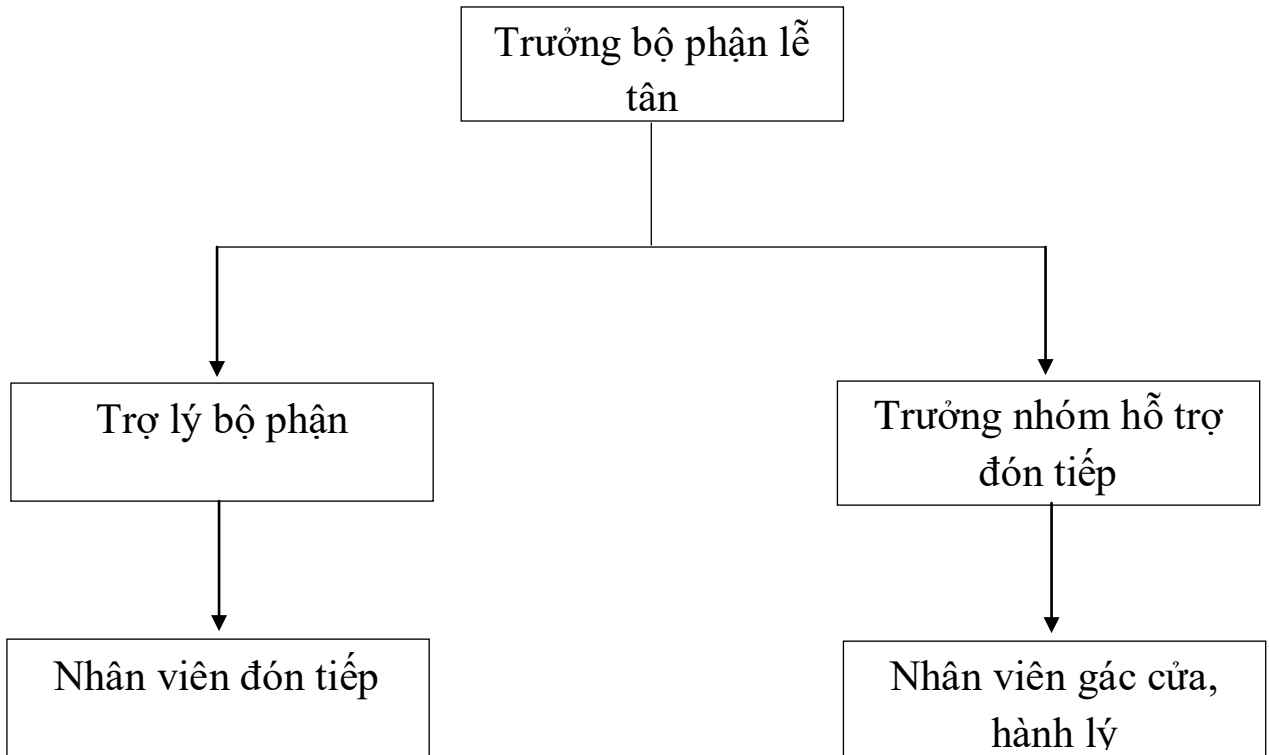 Trưởng bộ phận lễ
tân
Trợ lý bộ phận
Trưởng nhóm hỗ trợ
đón tiếp
Nhân viên đón tiếp
Nhân viên gác cửa,
hành lý